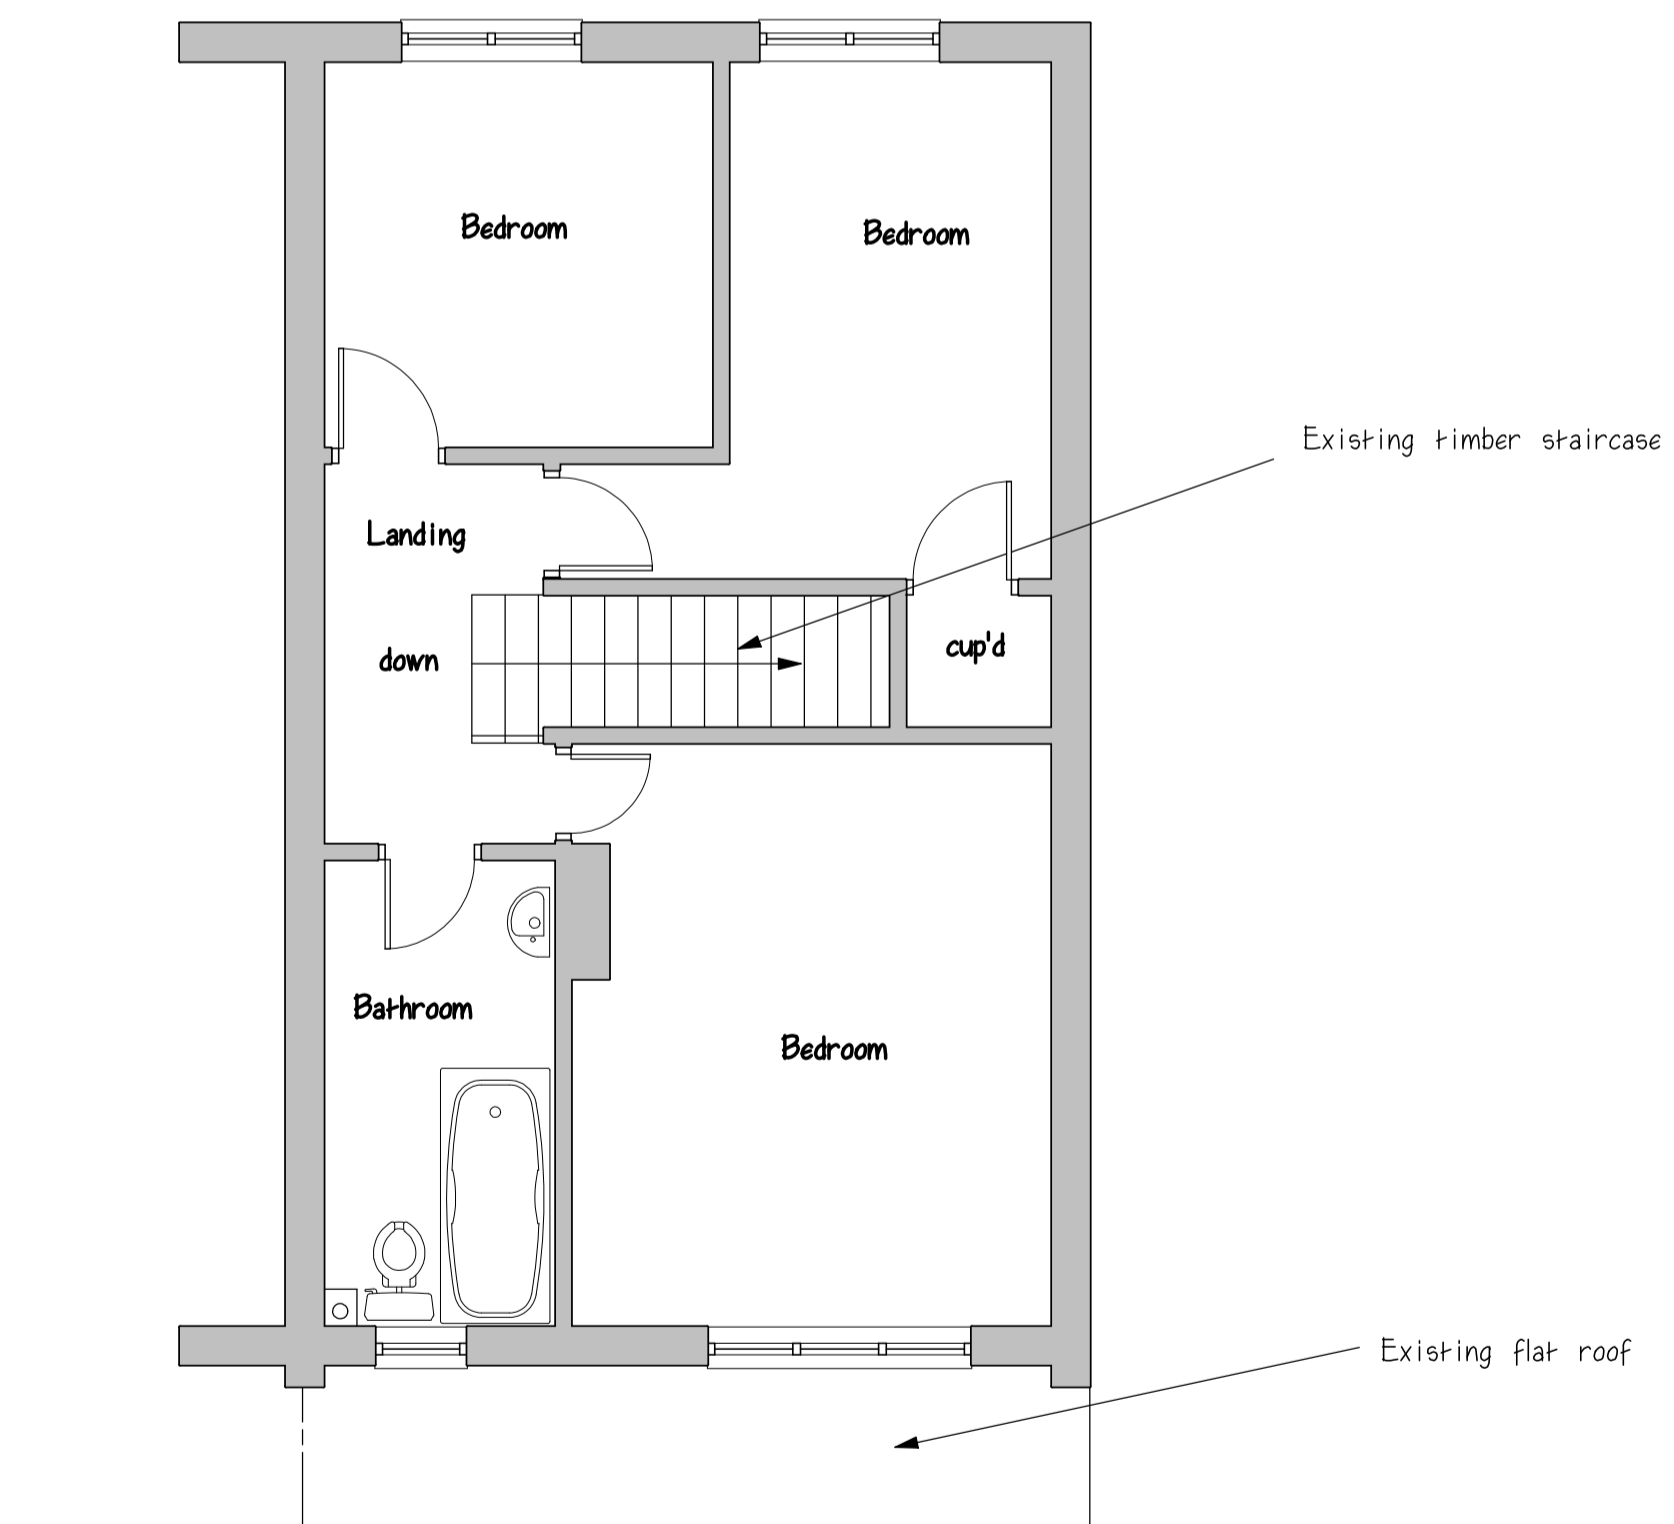 Bedroom
Bedroom
Existing timber staircase
Landing
down
cup'd
Bathroom
Bedroom
Existing flat roof